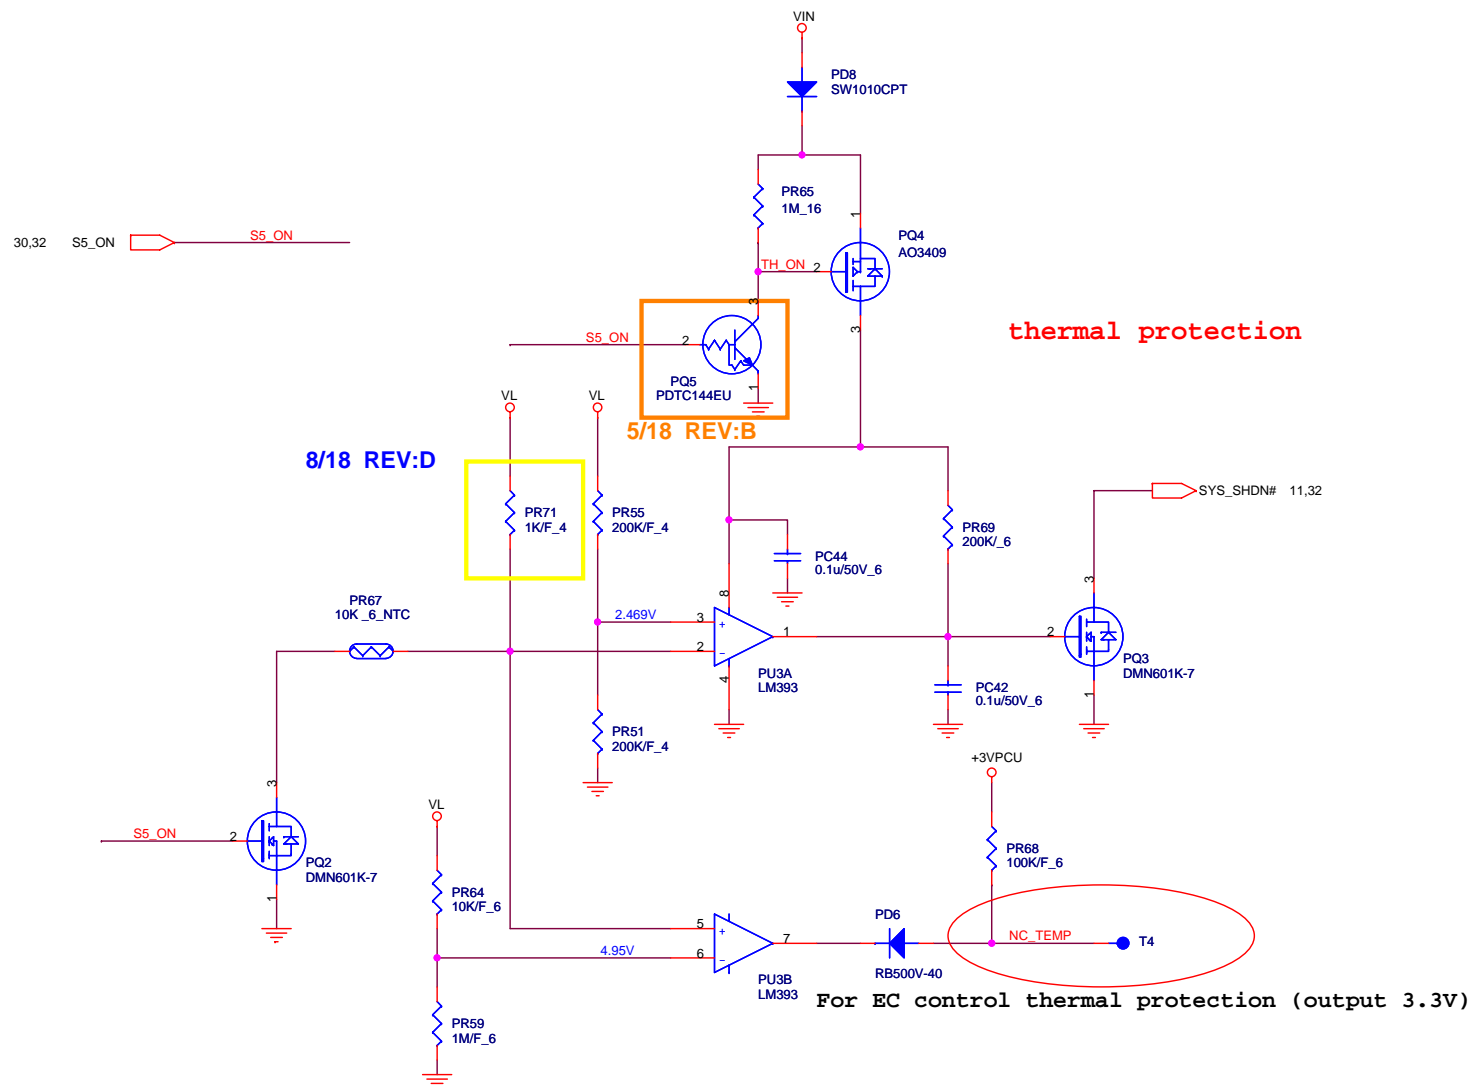 VIN
PD8
SW1010CPT
PR65
1M_16
1
PQ4
AO3409
30,32 S5_ON
S5_ON
TH_ON 2
3
3
thermal protection
S5_ON 2
PQ5
PDTC144EU
1
5/18 REV:B
VL
VL
8/18 REV:D
PR71
1K/F_4
PR55
200K/F_4
PR69
200K/_6
SYS_SHDN# 11,32
PC44
0.1u/50V_6
8
3
PR67
10K _6_NTC
2.469V 3
+
1
2
–
2
4
PU3A
LM393
PQ3
DMN601K-7
PC42
0.1u/50V_6
1
PR51
200K/F_4
+3VPCU
3
VL
S5_ON 2
PQ2
DMN601K-7
1
PR68
100K/F_6
PR64
10K/F_6
5
+
7
PD6
NC_TEMP
T4
4.95V 6
–
RB500V-40
PU3B
LM393
For EC control thermal protection (output 3.3V)
PR59
1M/F_6